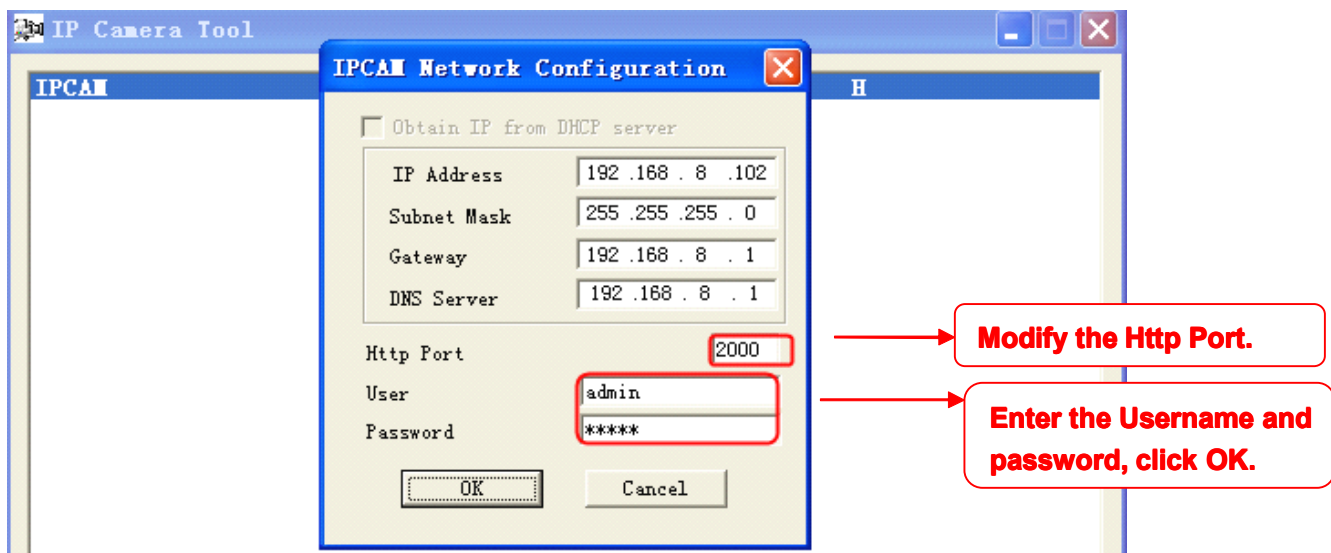 IP Camera Tool
IPCAM Network Configuration
IPCAM
H
Obtain IP from DHCP server
IP Address 192 .168 . 8 .102
Subnet Mask 255 .255 .255 . 0
Gateway 192 .168 . 8 . 1
DNS Server 192 .168 . 8 . 1
Http Port 2000
Modify the Http Port.
User admin
Password *****
Enter the Username and
password, click OK.
OK Cancel